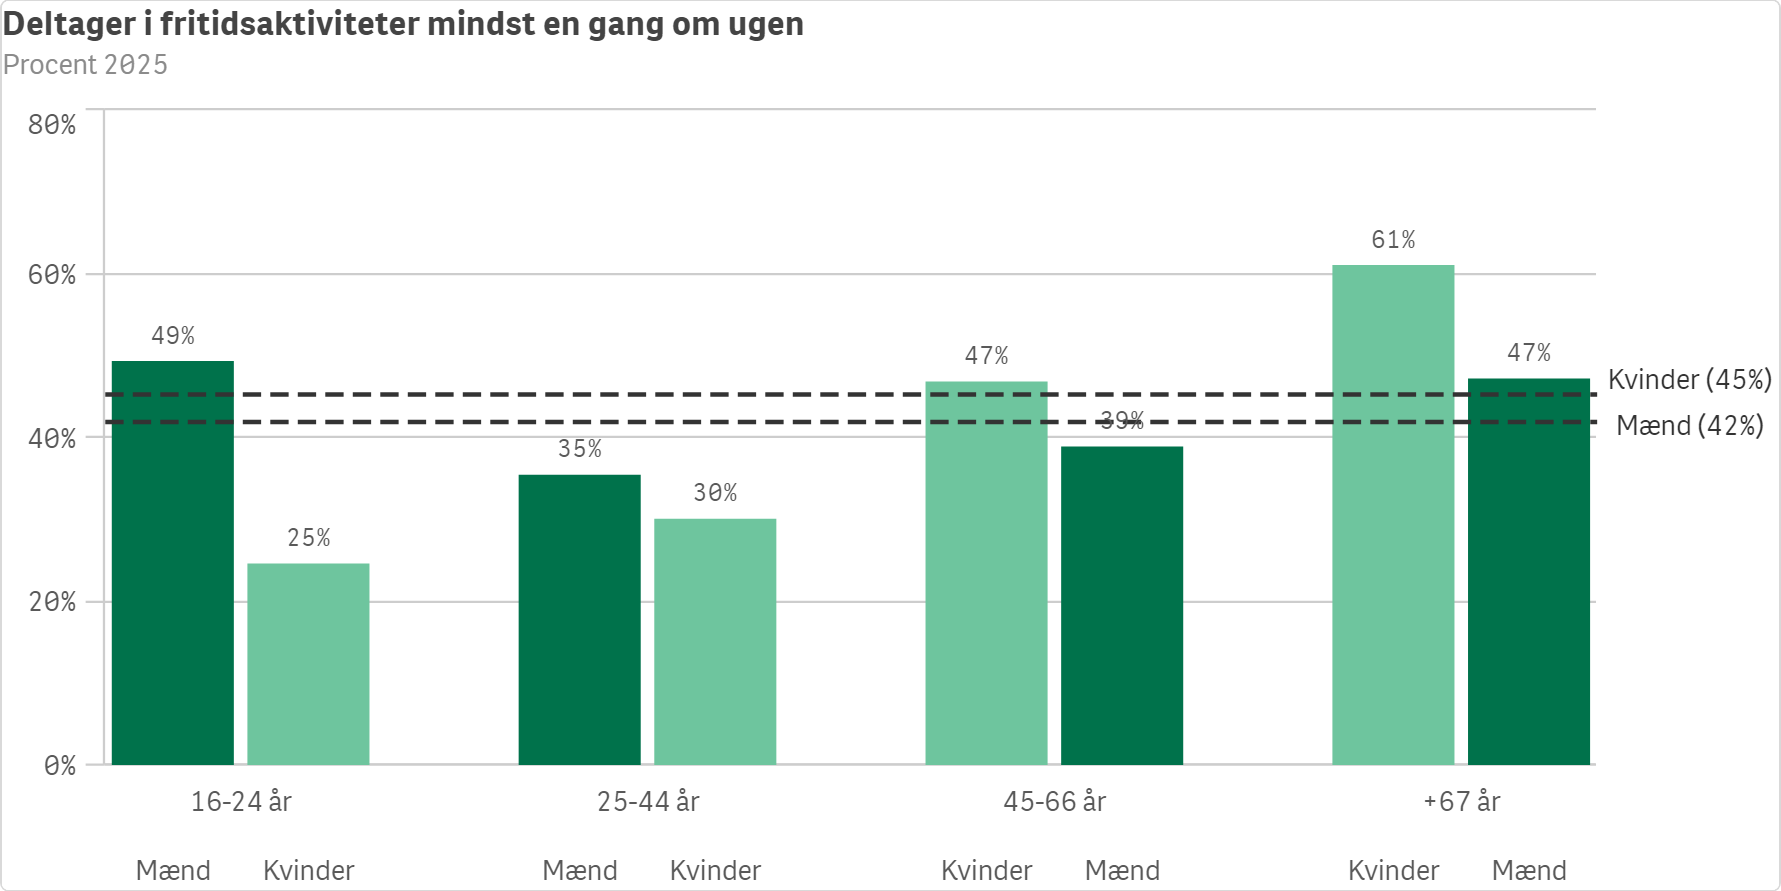 Deltager i fritidsaktiviteter mindst en gang om ugen
Procent 2025
80%
60%
40%
20%
0%
49%
25%
35%
30%
47%
39%
61%
47%
Kvinder (45%)
Mænd (42%)
16-24 år
25-44 år
45-66 år
+67 år
Mænd
Kvinder
Mænd
Kvinder
Kvinder
Mænd
Kvinder
Mænd